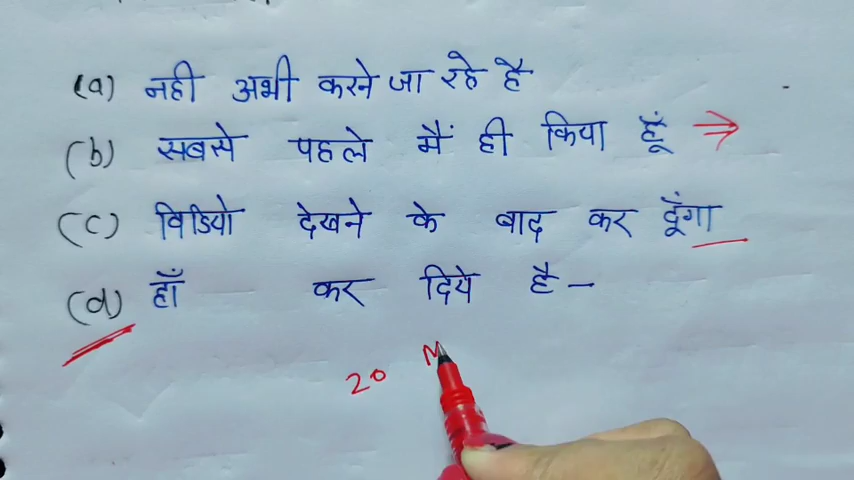 (a) नही अभी करने जा रहे है
(b) सबसे पहले मैं ही किया हूँ ⇒
(c) विडियो देखने के बाद कर दूँगा
(d) हाँ कर दिये है –
20 M